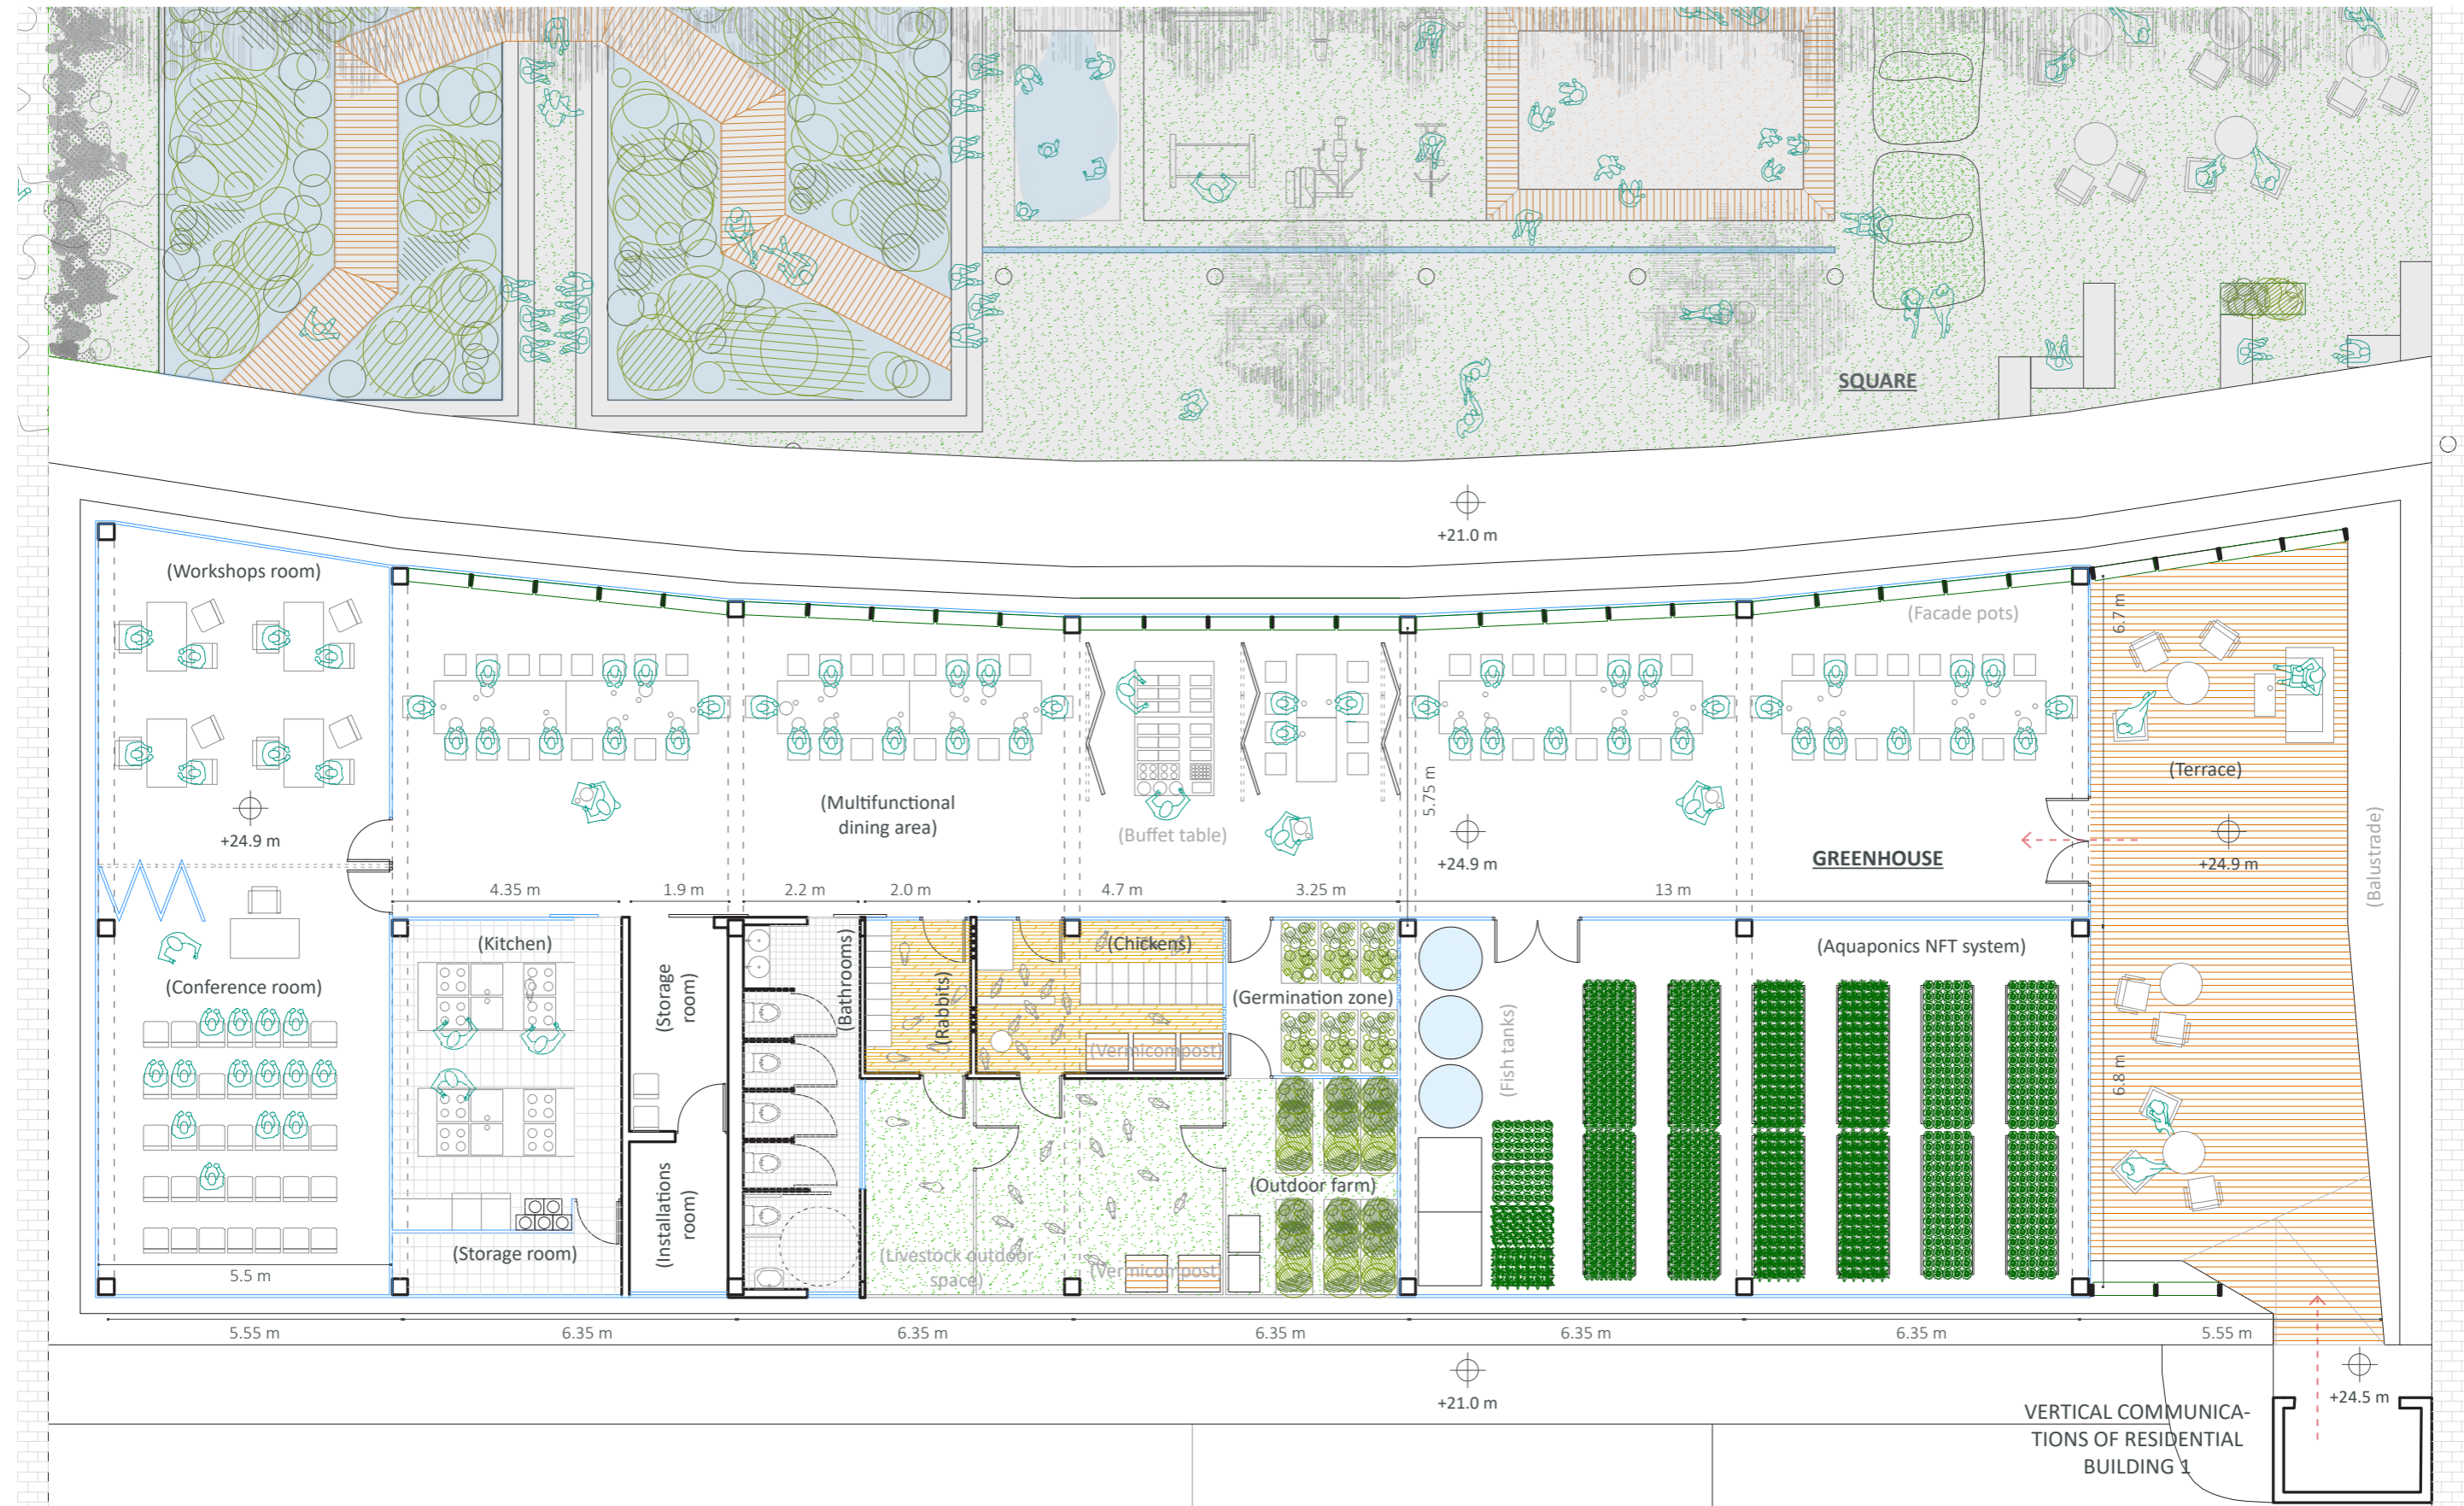 SQUARE
+21.0 m
(Workshops room)
(Facade pots)
6.7 m
(Terrace)
5.75 m
(Multifunctional
dining area)
(Buffet table)
+24.9 m
+24.9 m
GREENHOUSE
+24.9 m
(Balustrade)
4.35 m
1.9 m
2.2 m
2.0 m
4.7 m
3.25 m
13 m
(Kitchen)
(Chickens)
(Aquaponics NFT system)
(Conference room)
(Storage
room)
(Bathrooms)
(Rabbits)
(Germination zone)
(Vermicompost)
(Fish tanks)
6.8 m
(Outdoor farm)
(Installations
room)
(Storage room)
(Livestock outdoor
space)
(Vermicompost)
5.5 m
5.55 m
6.35 m
6.35 m
6.35 m
6.35 m
6.35 m
5.55 m
+21.0 m
+24.5 m
VERTICAL COMMUNICA-
TIONS OF RESIDENTIAL
BUILDING 1